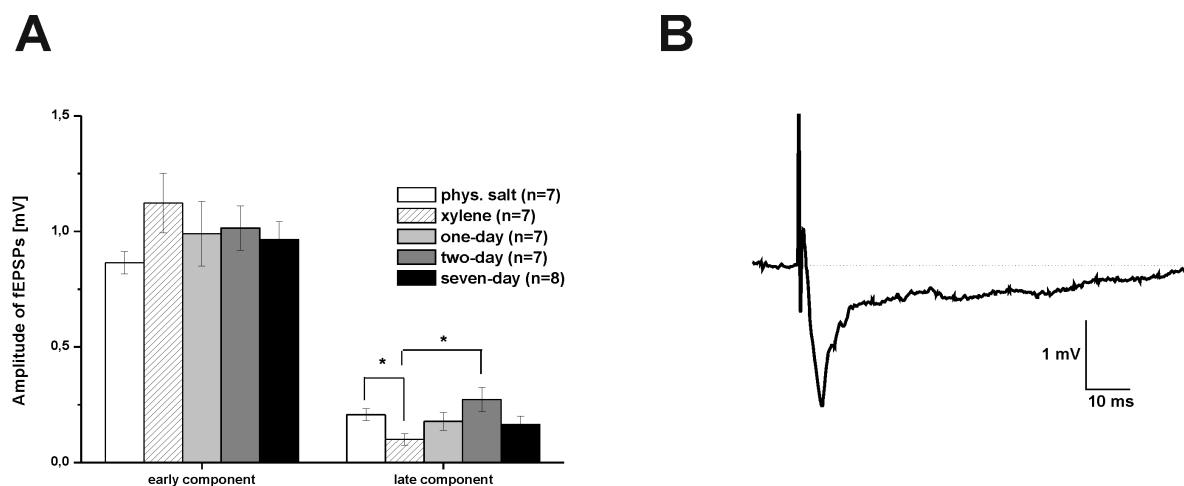 A
B
1,5
1,0
0,5
0,0
Amplitude of fEPSPs [mV]
phys. salt (n=7)
xylene (n=7)
one-day (n=7)
two-day (n=7)
seven-day (n=8)
*
*
early component
late component
1 mV
10 ms